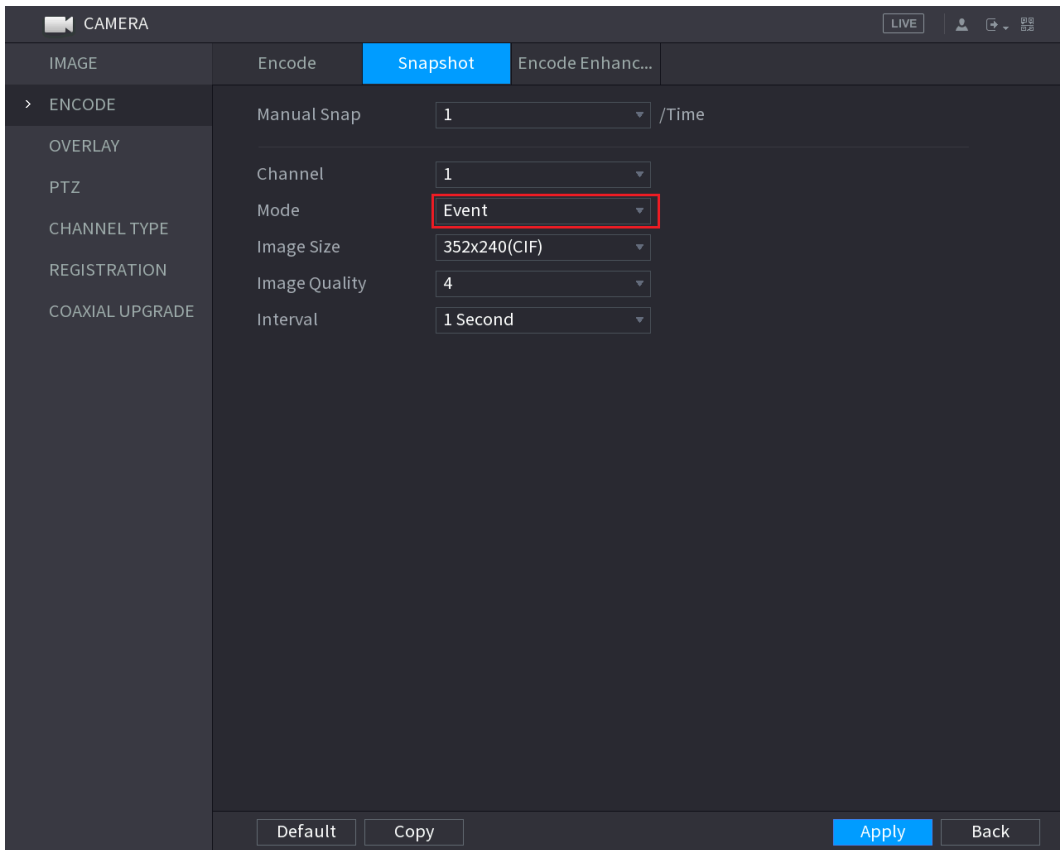 CAMERA
LIVE
IMAGE
ENCODE
OVERLAY
PTZ
CHANNEL TYPE
REGISTRATION
COAXIAL UPGRADE
Encode Snapshot Encode Enhanc...
Manual Snap 1 /Time
Channel 1
Mode Event
Image Size 352x240(CIF)
Image Quality 4
Interval 1 Second
Default Copy Apply Back